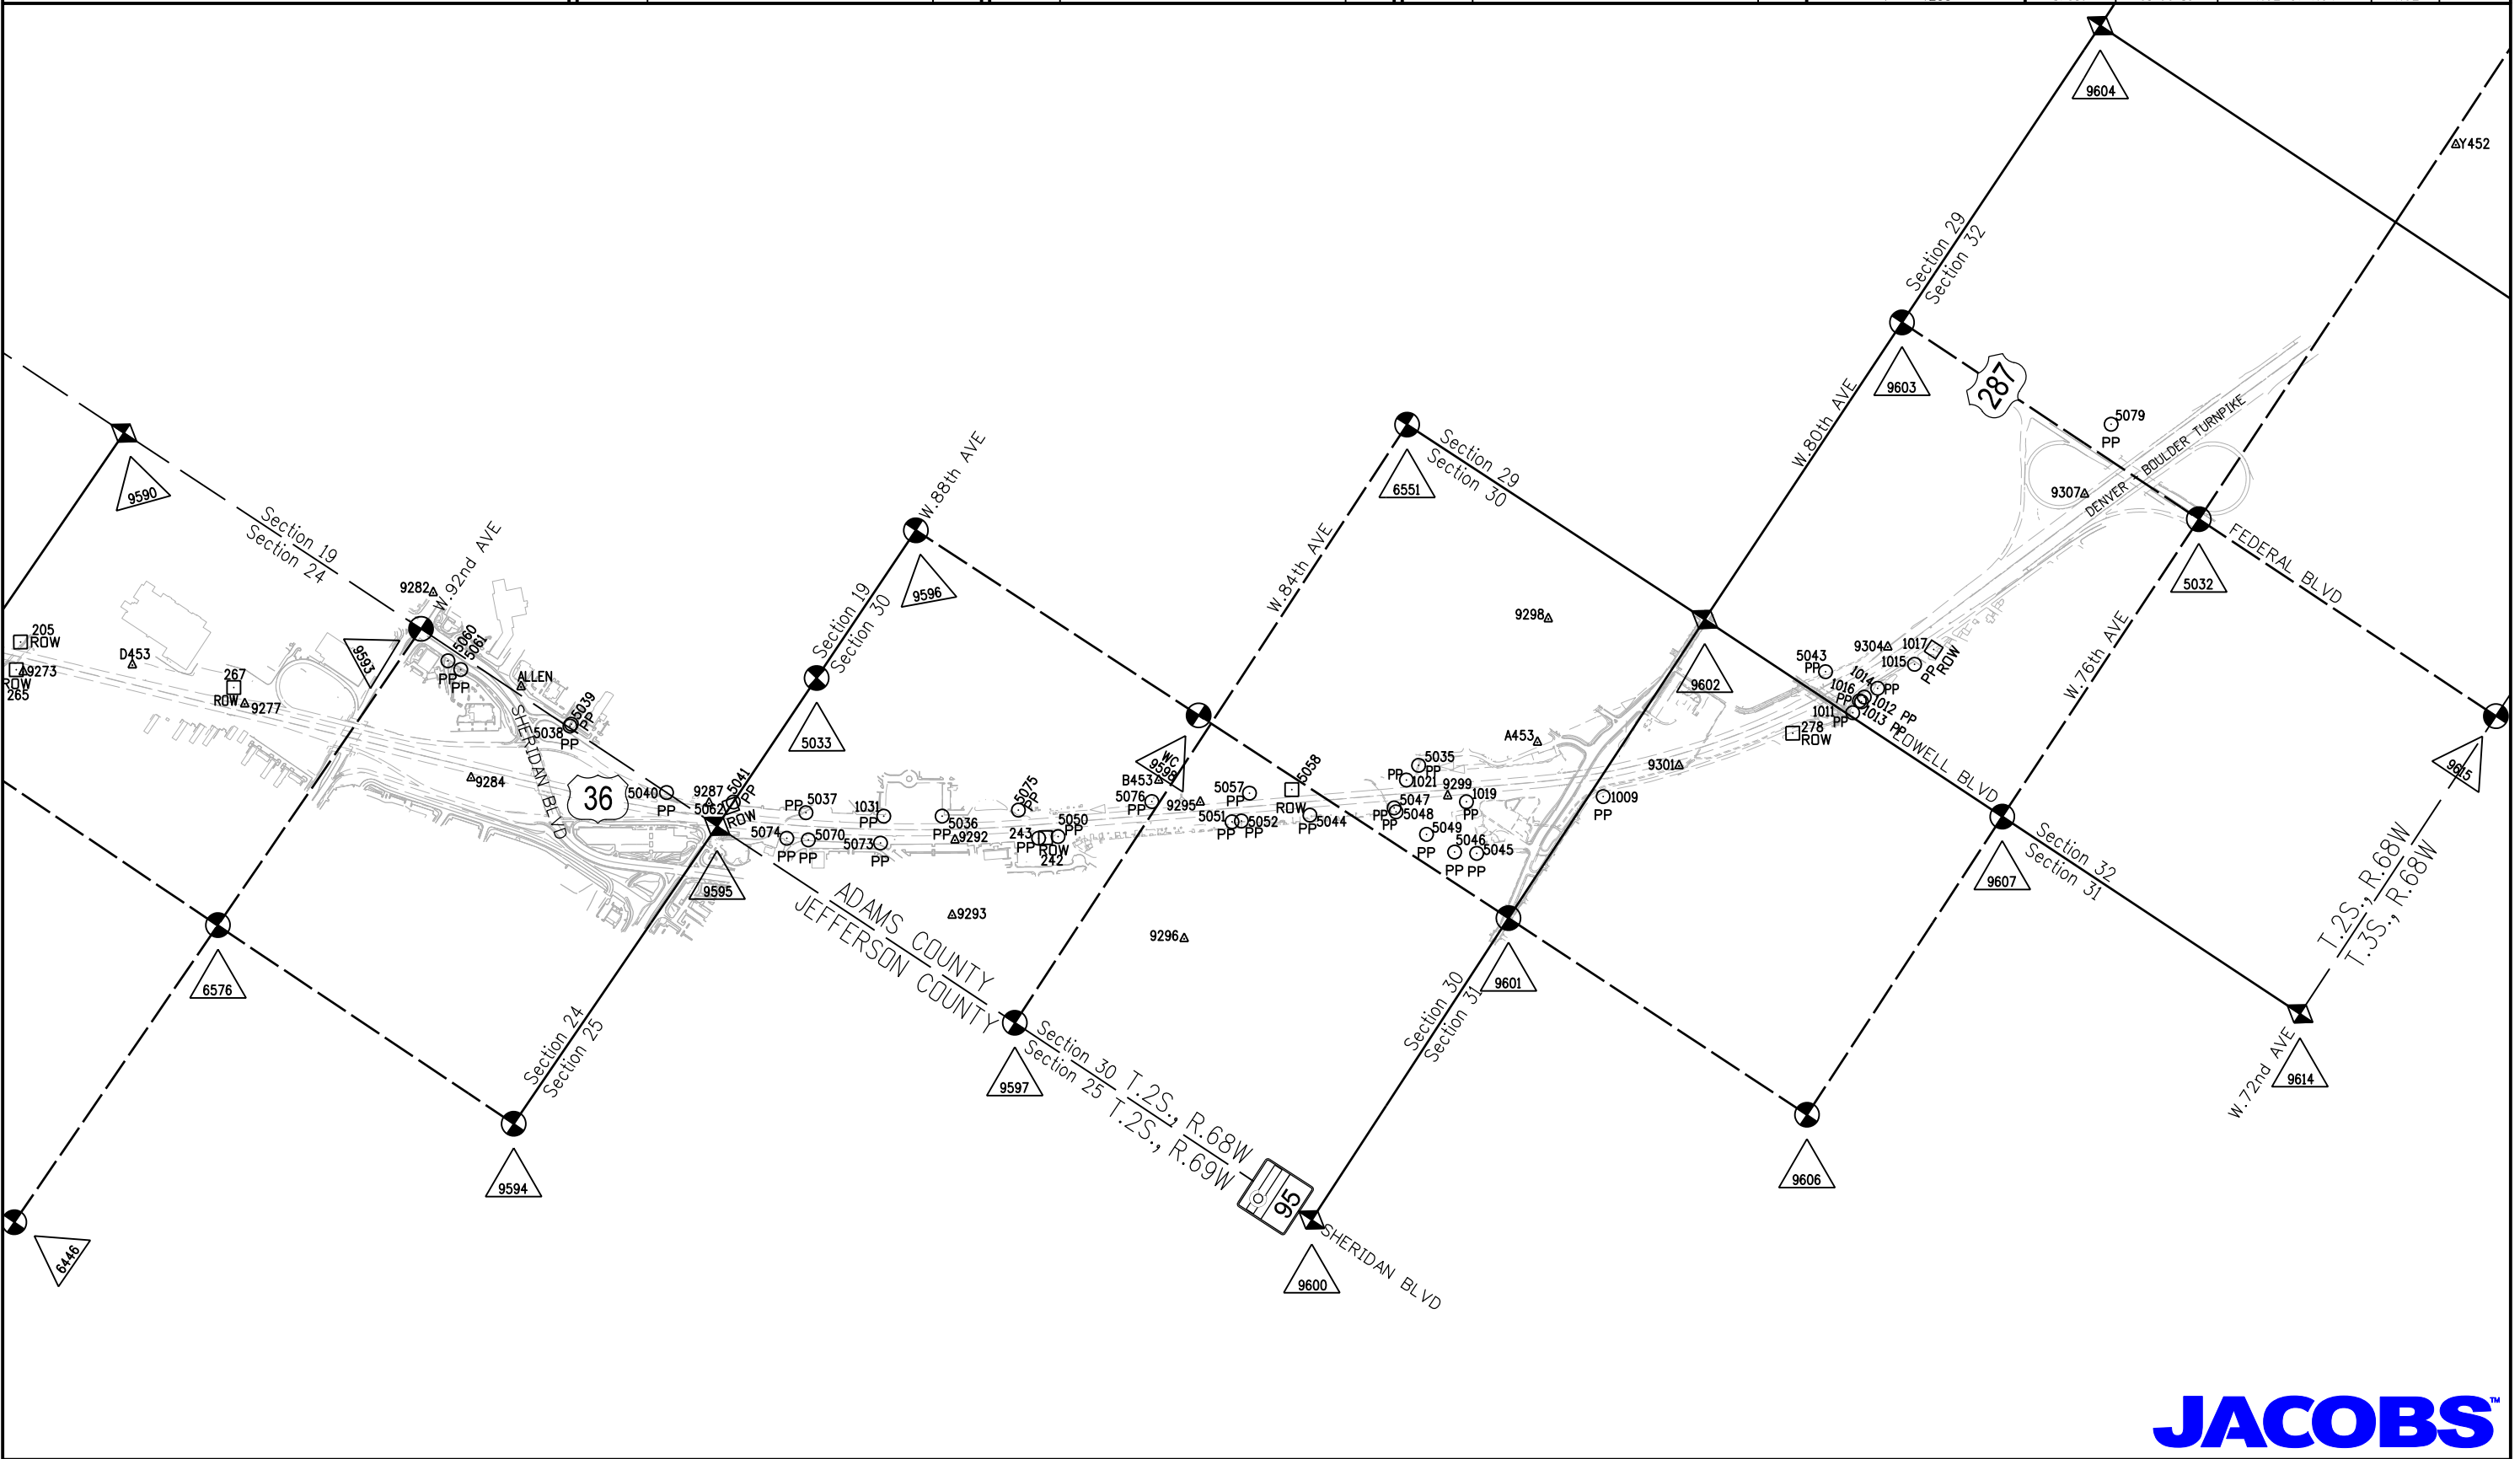 9604
Y452
Section 29
Section 32
W.80th AVE
9603
287
5079
PP
DENVER - BOULDER TURNPIKE
9307
5032
FEDERAL BLVD
W.76th AVE
9615
9590
Section 19
Section 24
W.92nd AVE
9282
9593
5060
PP
5061
PP
ALLEN
5039
PP
5038
PP
SHERIDAN BLVD
205
ROW
D453
9273
ROW
265
267
ROW
9277
9284
36
5040
PP
9287
5041
PP
5062
ROW
9595
W.88th AVE
9596
Section 19
Section 30
5033
PP
5037
1031
PP
5036
PP
9292
5074
PP
5070
PP
5073
PP
5075
PP
243
PP
5050
PP
ROW
242
9293
W.84th AVE
6551
Section 29
Section 30
WC
9598
B453
5076
PP
9295
5057
PP
5058
ROW
5051
PP
5052
PP
5044
PP
9296
9298
A453
5035
PP
PP
1021
9299
5047
PP
5048
PP
1019
PP
5049
PP
5046
PP
5045
PP
9301
1009
PP
9602
5043
PP
9304
1017
ROW
1015
PP
1014
PP
1016
PP
1012 PP
1013 PP
1011
PP
278
ROW
LOWELL BLVD
9607
Section 32
Section 31
T.2S., R.68W
T.3S., R.68W
W.72nd AVE
9614
9601
Section 30
Section 31
9606
6576
Section 24
Section 25
9594
6446
ADAMS COUNTY
JEFFERSON COUNTY
9597
Section 30 T.2S., R.68W
Section 25 T.2S., R.69W
95
SHERIDAN BLVD
9600
JACOBS™